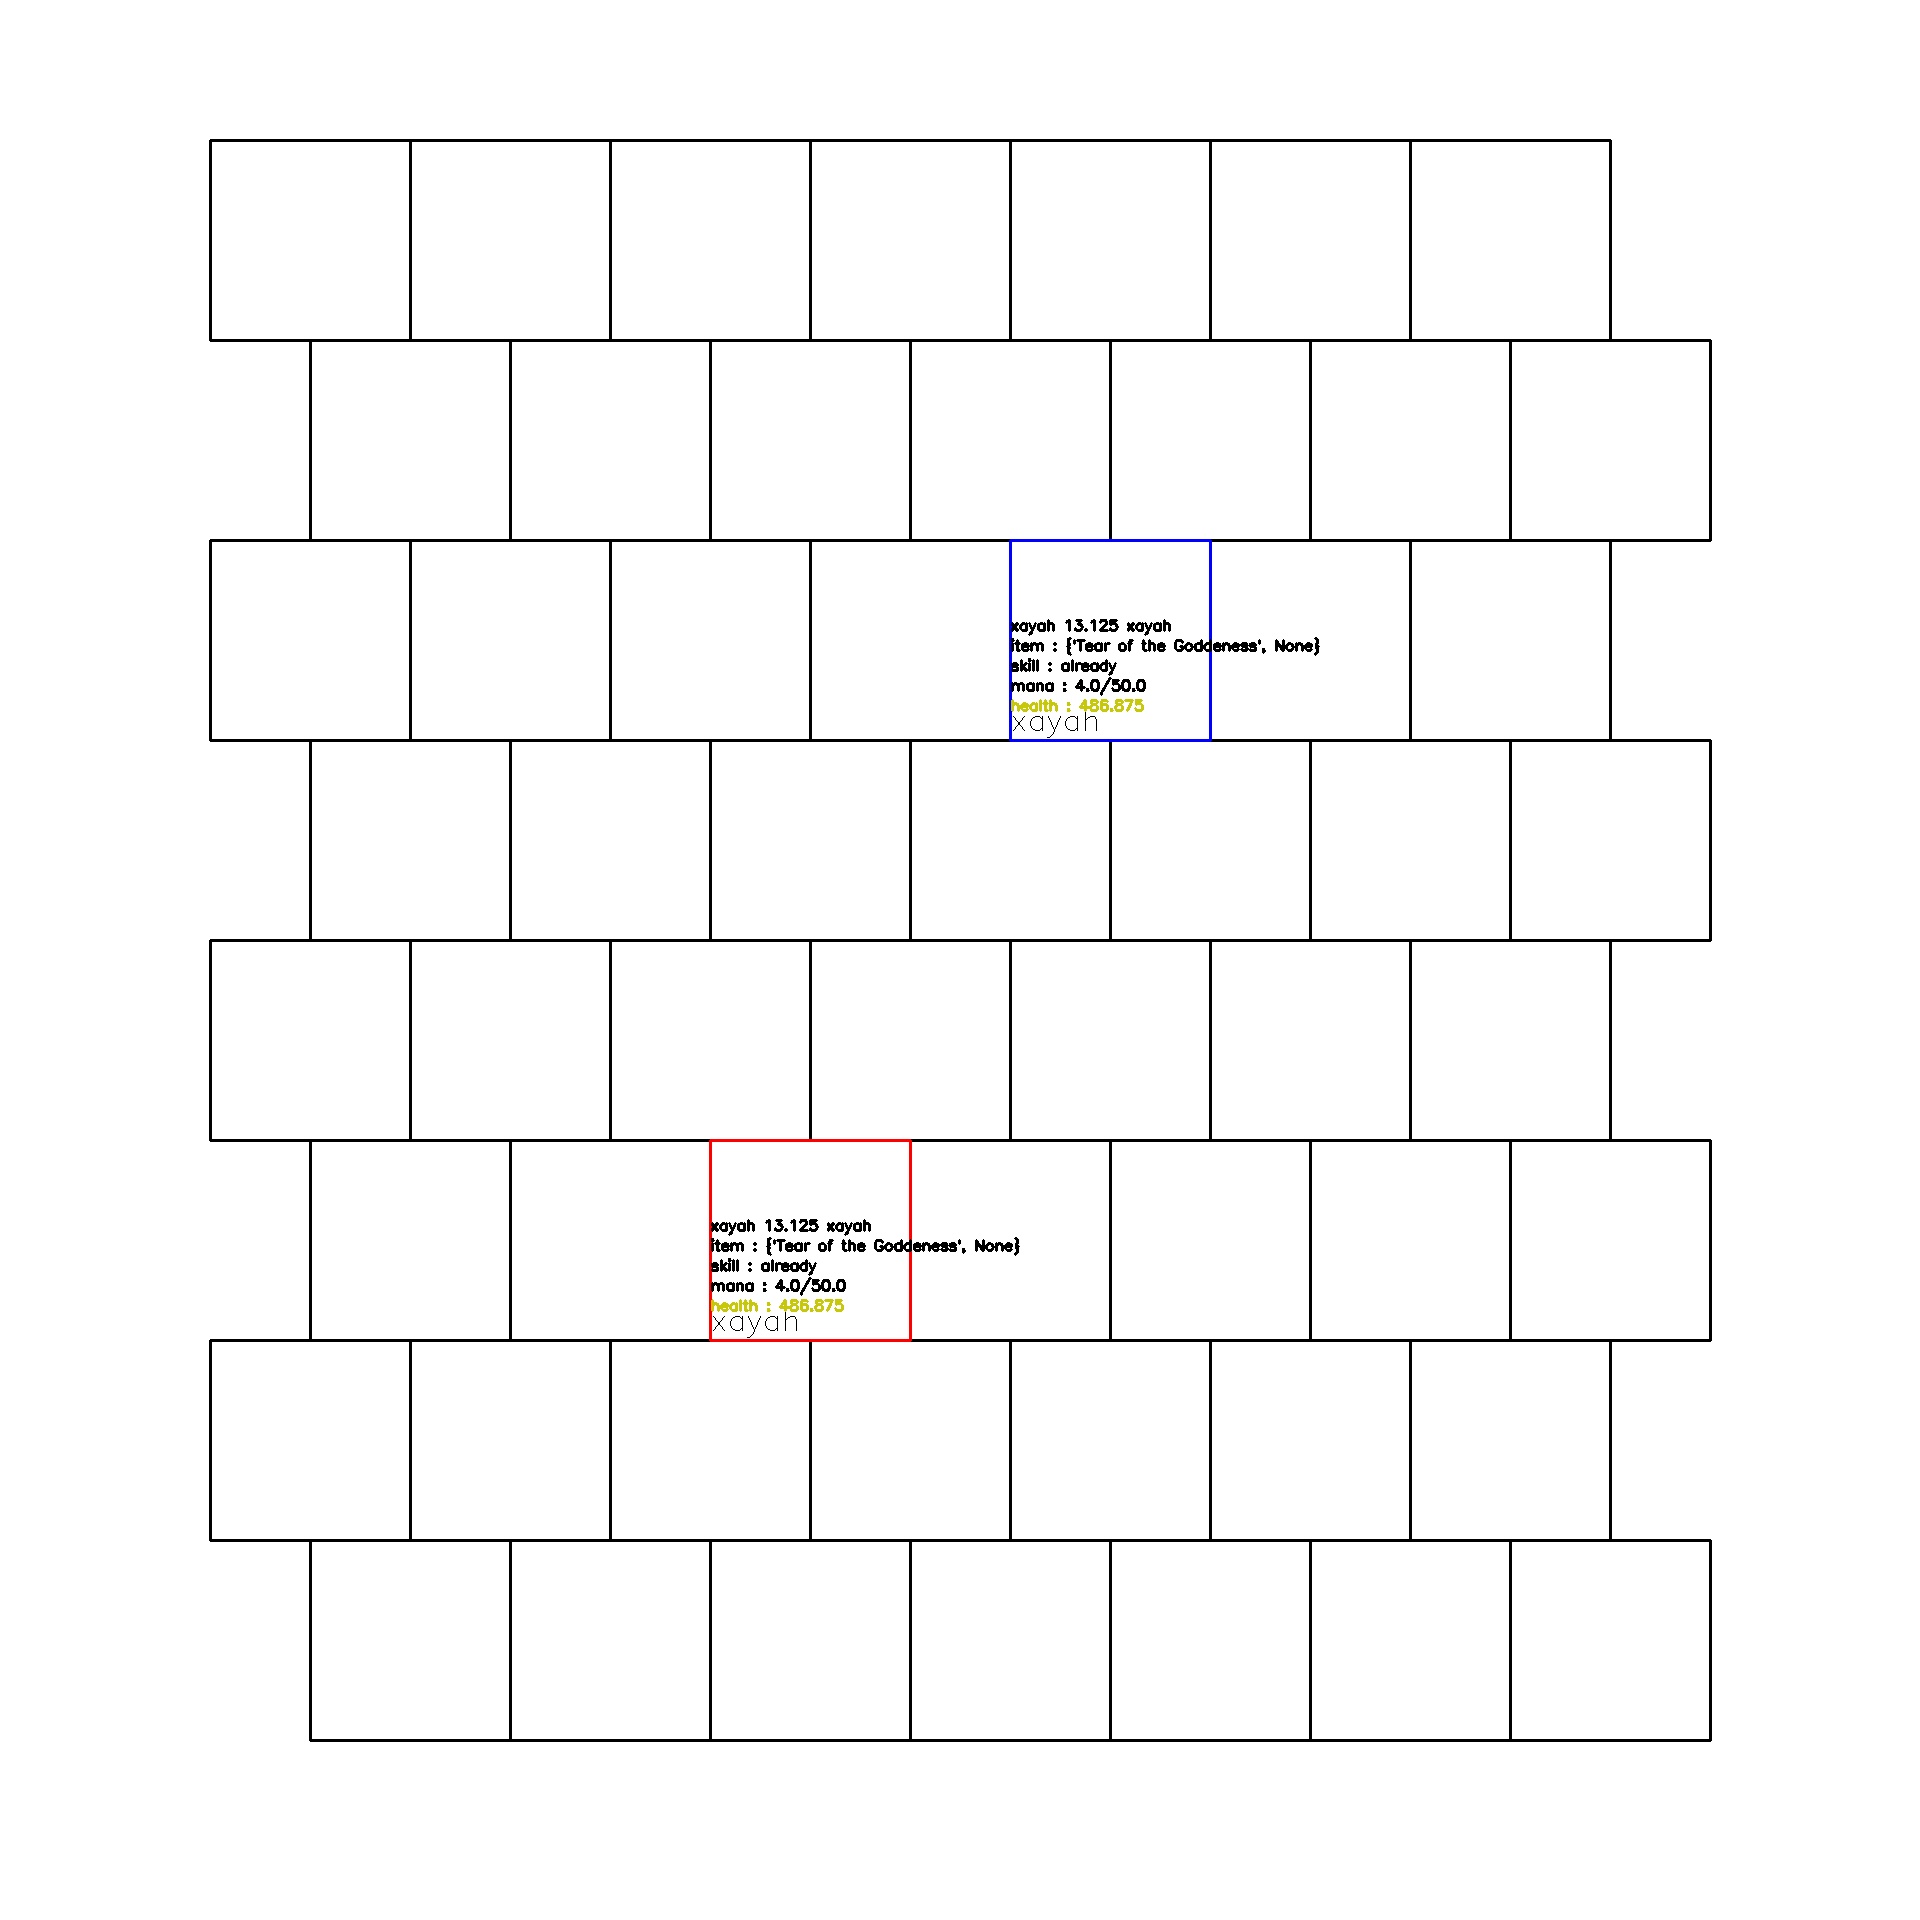 xayah 13.125 xayah
item : {'Tear of the Goddeness', None}
skill : already
mana : 4.0/50.0
health : 486.875
xayah
xayah 13.125 xayah
item : {'Tear of the Goddeness', None}
skill : already
mana : 4.0/50.0
health : 486.875
xayah